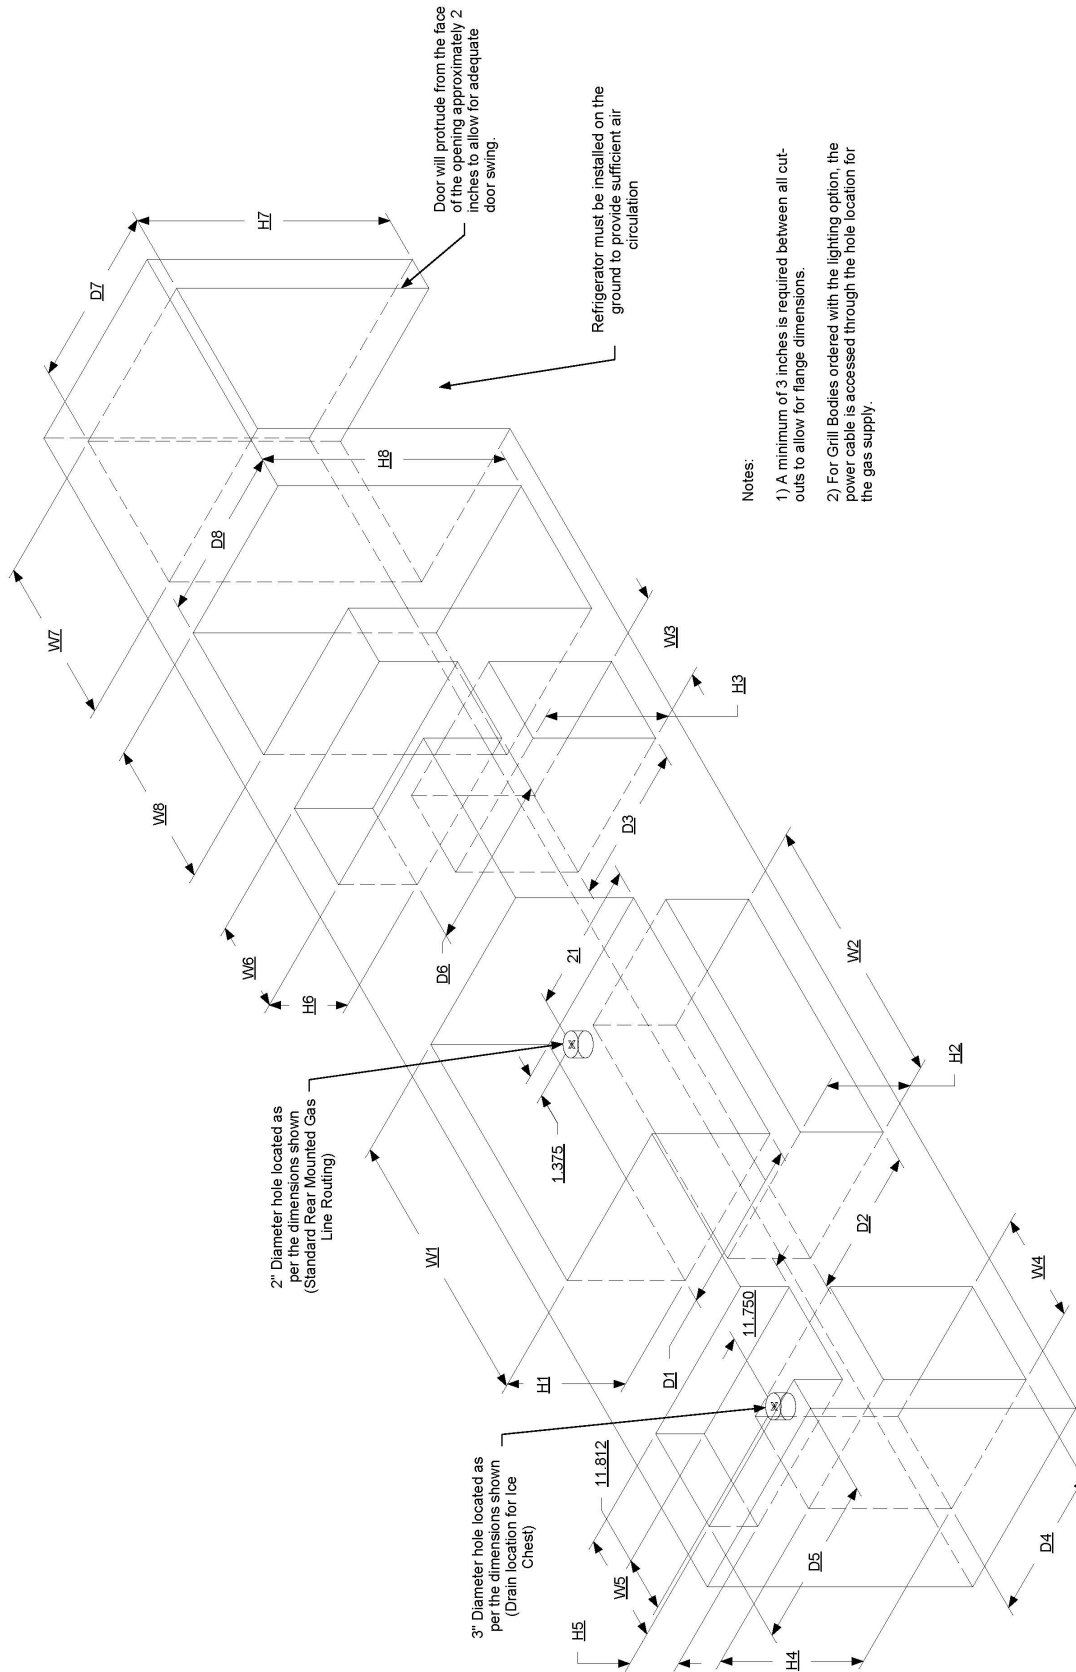 Door will protrude from the face
of the opening approximately 2
inches to allow for adequate
door swing.
Refrigerator must be installed on the
ground to provide sufficient air
circulation
Notes:
1) A minimum of 3 inches is required between all cut-
outs to allow for flange dimensions.
2) For Grill Bodies ordered with the lighting option, the
power cable is accessed through the hole location for
the gas supply.
2" Diameter hole located as
per the dimensions shown
(Standard Rear Mounted Gas
Line Routing)
3" Diameter hole located as
per the dimensions shown
(Drain location for Ice
Chest)
D7
H7
W7
D8
H8
W8
W6
H6
D6
W3
H3
D3
21
1.375
W1
H1
D1
W2
H2
D2
11.750
11.812
W5
H5
D5
H4
W4
D4